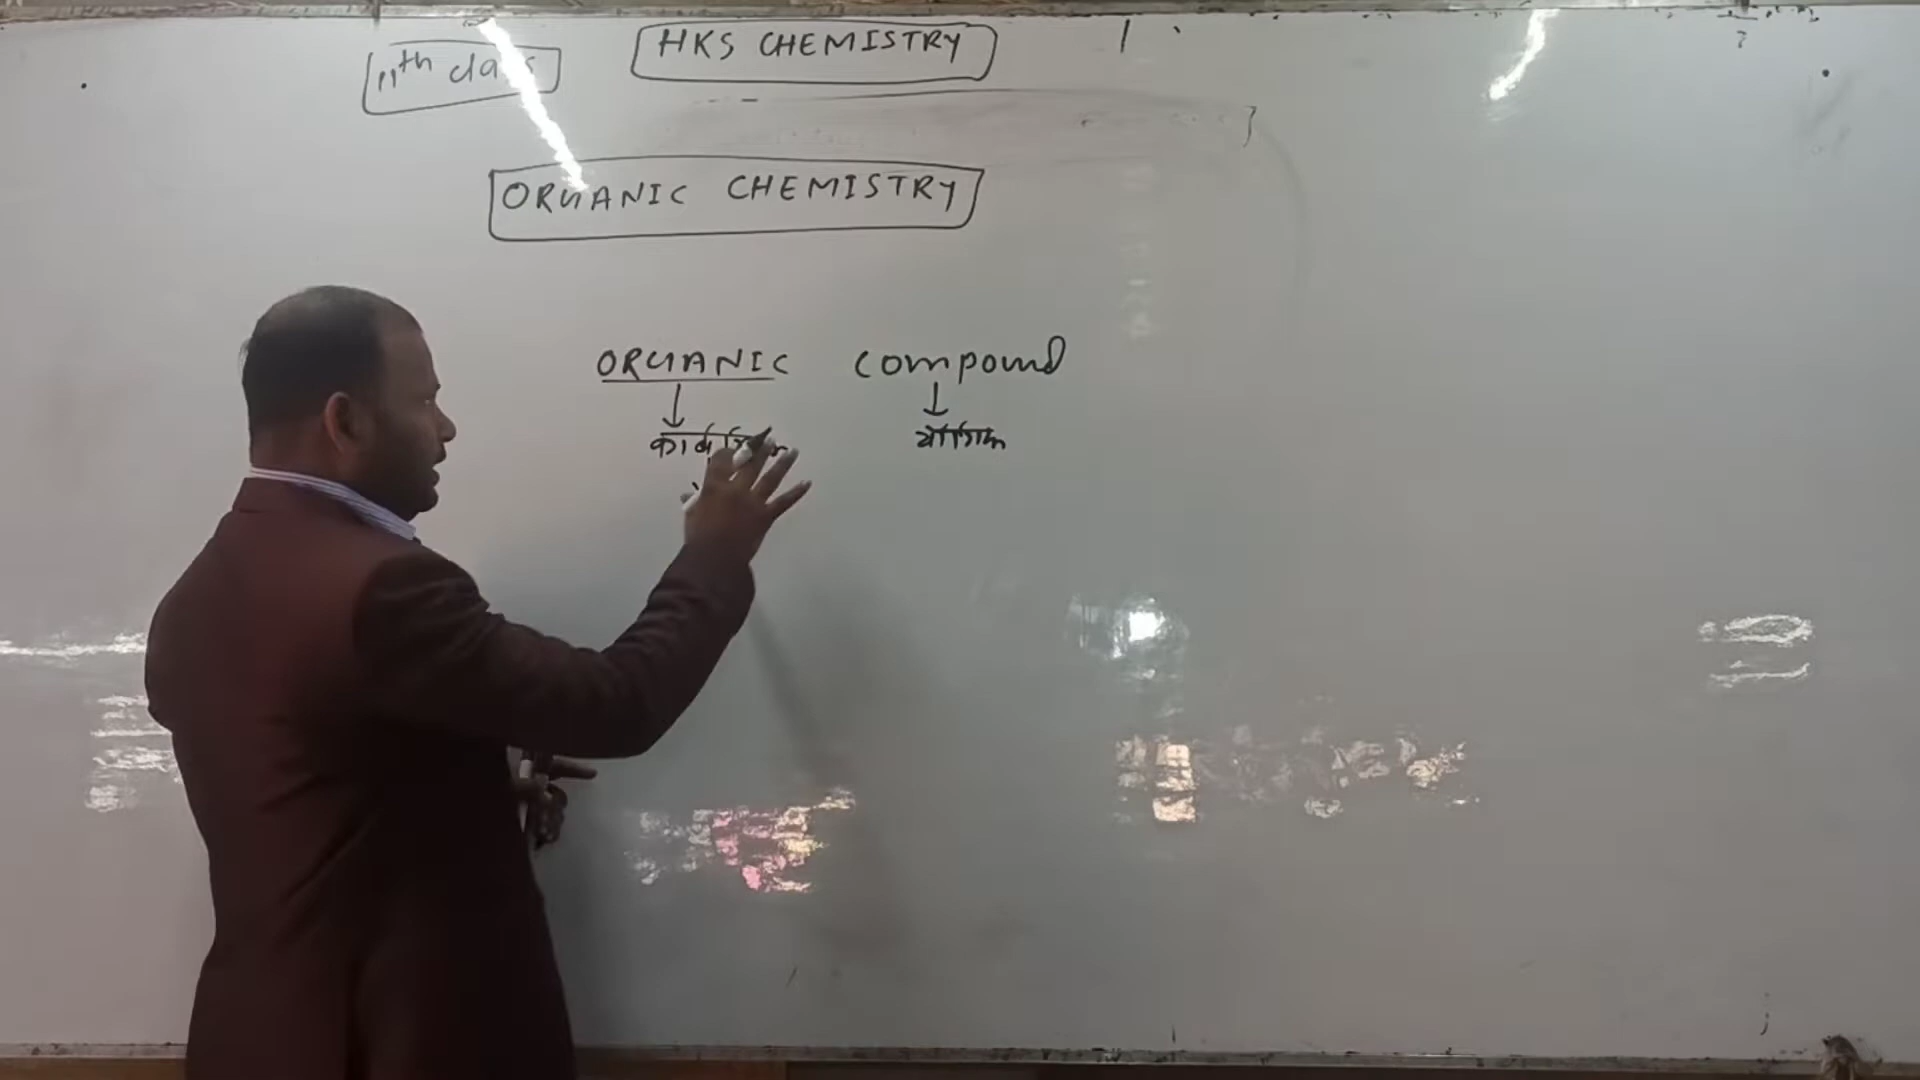 11th class HKS CHEMISTRY
ORGANIC CHEMISTRY
ORGANIC compound
यौगिक